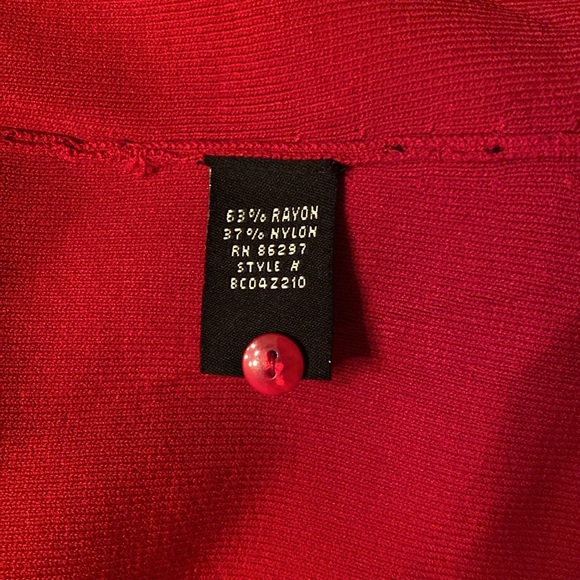 63% RAYON
37% NYLON
RN 86297
STYLE #
BC04Z210